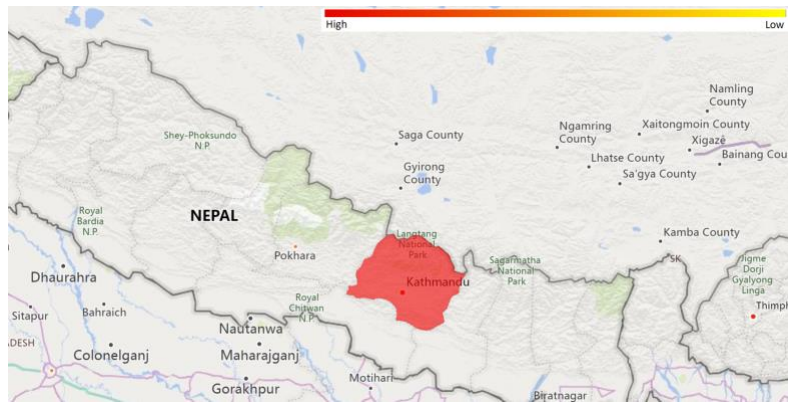 High
Low
Namling
County
Shey-Phoksundo
N.P.
Saga County
Ngamring
County
Xaitongmoin County
Xigazê
Lhatse County
Bainang Cou
Gyirong
County
Sa'gya County
NEPAL
Royal
Bardia
N.P.
Langtang
National
Park
Kamba County
Pokhara
Sagarmatha
National
Park
SK
Jigme
Dorji
Gyalyong
Linga
Dhaurahra
Kathmandu
Royal
Chitwan
N.P.
Thimph
Sitapur
Bahraich
Nautanwa
ADESH
Colonelganj
Maharajganj
Gorakhpur
Motihari
Biratnagar